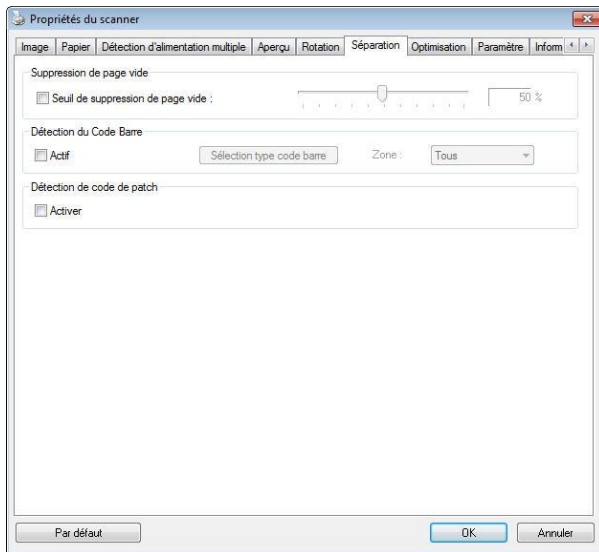 Propriétés du scanner
Image Papier Détection d'alimentation multiple Aperçu Rotation Séparation Optimisation Paramètre Inform
Suppression de page vide
Seuil de suppression de page vide : 50 %
Détection du Code Barre
Actif Sélection type code barre Zone : Tous
Détection de code de patch
Activer
Par défaut OK Annuler